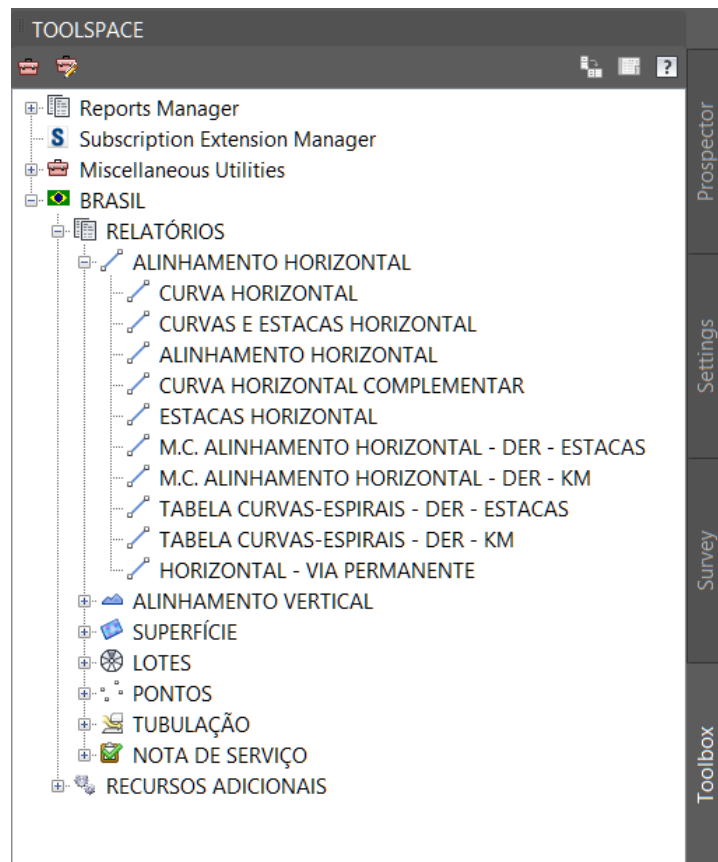 TOOLSPACE
?
Reports Manager
S Subscription Extension Manager
Miscellaneous Utilities
BRASIL
RELATÓRIOS
ALINHAMENTO HORIZONTAL
CURVA HORIZONTAL
CURVAS E ESTACAS HORIZONTAL
ALINHAMENTO HORIZONTAL
CURVA HORIZONTAL COMPLEMENTAR
ESTACAS HORIZONTAL
M.C. ALINHAMENTO HORIZONTAL - DER - ESTACAS
M.C. ALINHAMENTO HORIZONTAL - DER - KM
TABELA CURVAS-ESPIRAIS - DER - ESTACAS
TABELA CURVAS-ESPIRAIS - DER - KM
HORIZONTAL - VIA PERMANENTE
ALINHAMENTO VERTICAL
SUPERFÍCIE
LOTES
PONTOS
TUBULAÇÃO
NOTA DE SERVIÇO
RECURSOS ADICIONAIS
Prospector
Settings
Survey
Toolbox